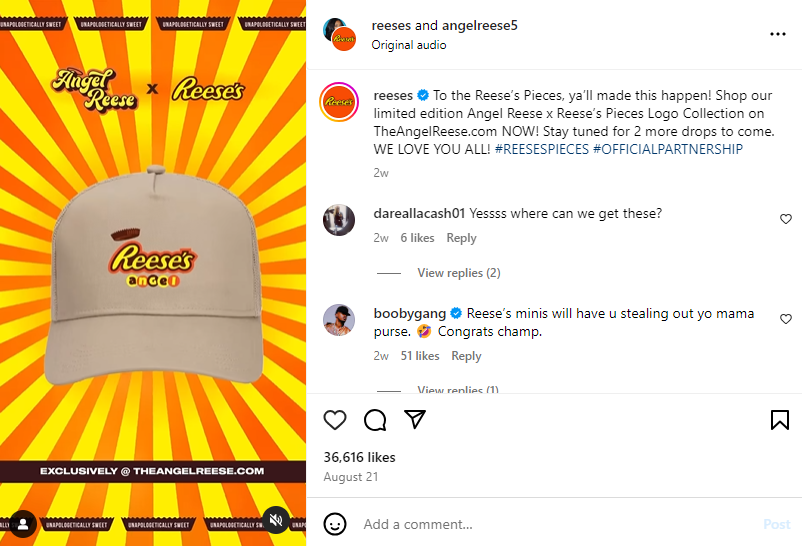 UNAPOLOGETICALLY SWEET UNAPOLOGETICALLY SWEET UNAPOLOGETICALLY SWEET
Angel Reese x Reese's
Reese's
angel
EXCLUSIVELY @ THEANGELREESE.COM
UNAPOLOGETICALLY SWEET UNAPOLOGETICALLY SWEET
reeses and angelreese5
Original audio
reeses To the Reese's Pieces, ya'll made this happen! Shop our
limited edition Angel Reese x Reese's Pieces Logo Collection on
TheAngelReese.com NOW! Stay tuned for 2 more drops to come.
WE LOVE YOU ALL! #REESESPIECES #OFFICIALPARTNERSHIP
2w
dareallacash01 Yessss where can we get these?
2w 6 likes Reply
View replies (2)
boobygang Reese's minis will have u stealing out yo mama
purse. 🤣 Congrats champ.
2w 51 likes Reply
View replies (1)
36,616 likes
August 21
Add a comment...
Post